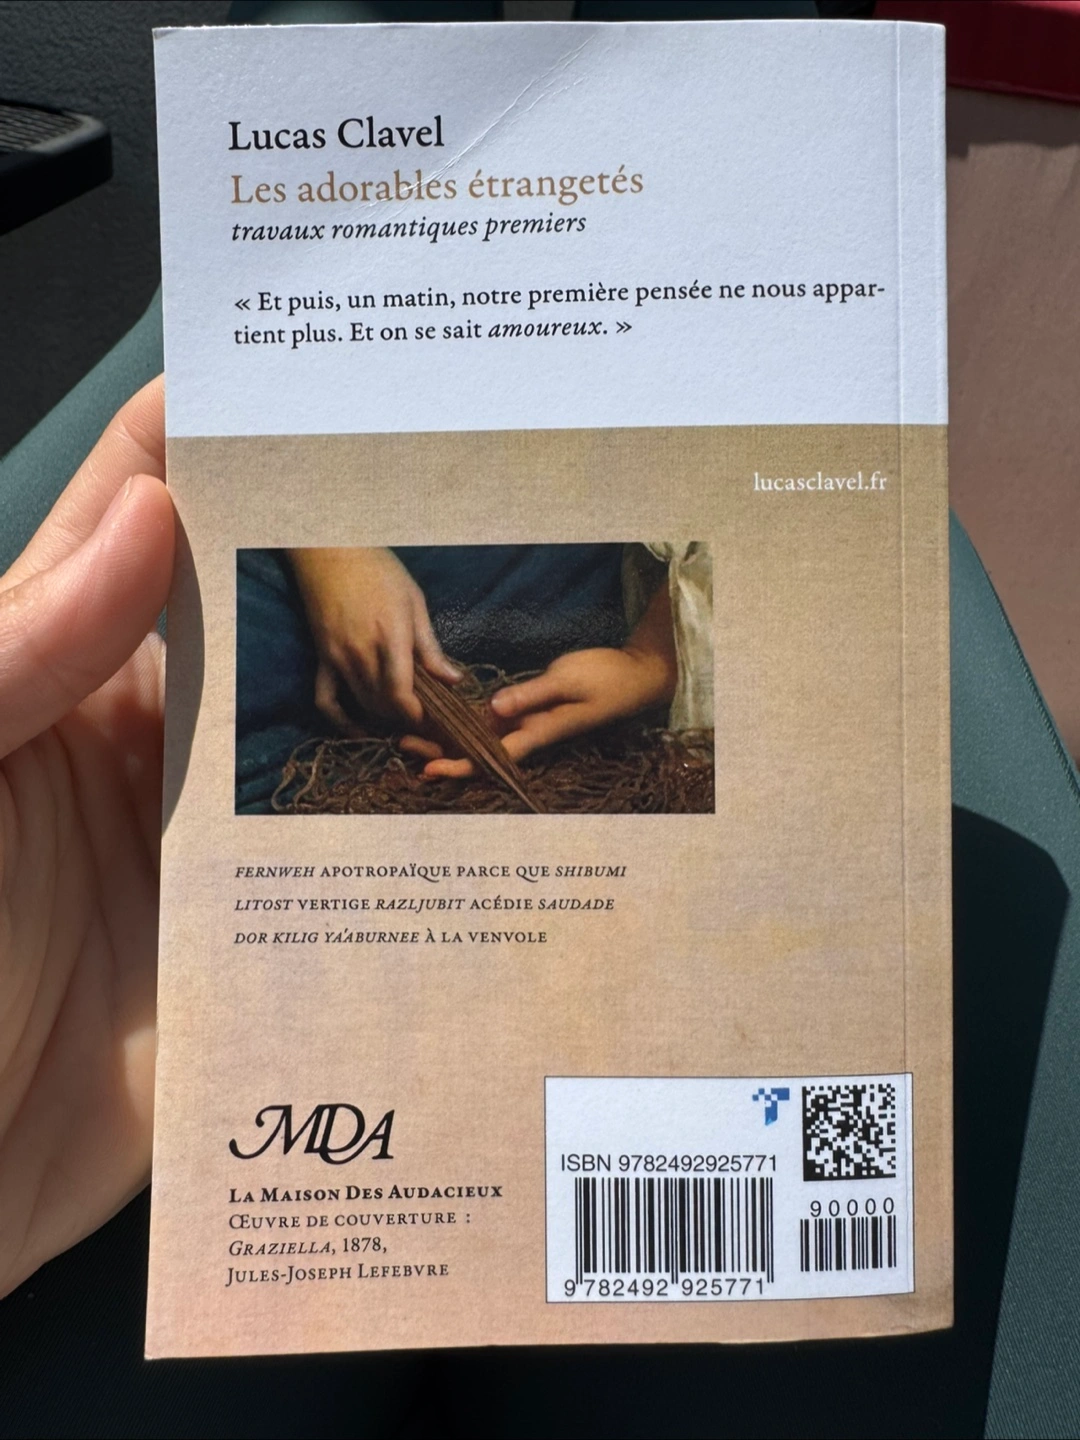 Lucas Clavel
Les adorables étrangetés
travaux romantiques premiers
« Et puis, un matin, notre première pensée ne nous appar-
tient plus. Et on se sait amoureux. »
lucasclavel.fr
FERNWEH APOTROPAÏQUE PARCE QUE SHIBUMI
LITOST VERTIGE RAZLJUBIT ACÉDIE SAUDADE
DOR KILIG YA'ABURNEE À LA VENVOLE
MDA
LA MAISON DES AUDACIEUX
ŒUVRE DE COUVERTURE :
GRAZIELLA, 1878,
JULES-JOSEPH LEFEBVRE
ISBN 9782492925771
90000
9 782492 925771